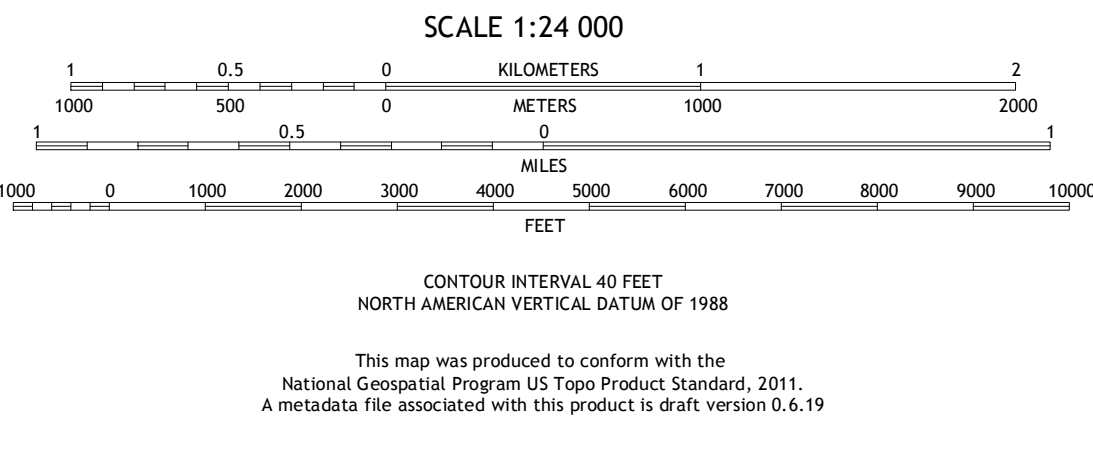 SCALE 1:24 000
1 0.5 0 KILOMETERS 1 2
1000 500 0 METERS 1000 2000
1 0.5 0 1
MILES
1000 0 1000 2000 3000 4000 5000 6000 7000 8000 9000 10000
FEET
CONTOUR INTERVAL 40 FEET
NORTH AMERICAN VERTICAL DATUM OF 1988
This map was produced to conform with the
National Geospatial Program US Topo Product Standard, 2011.
A metadata file associated with this product is draft version 0.6.19